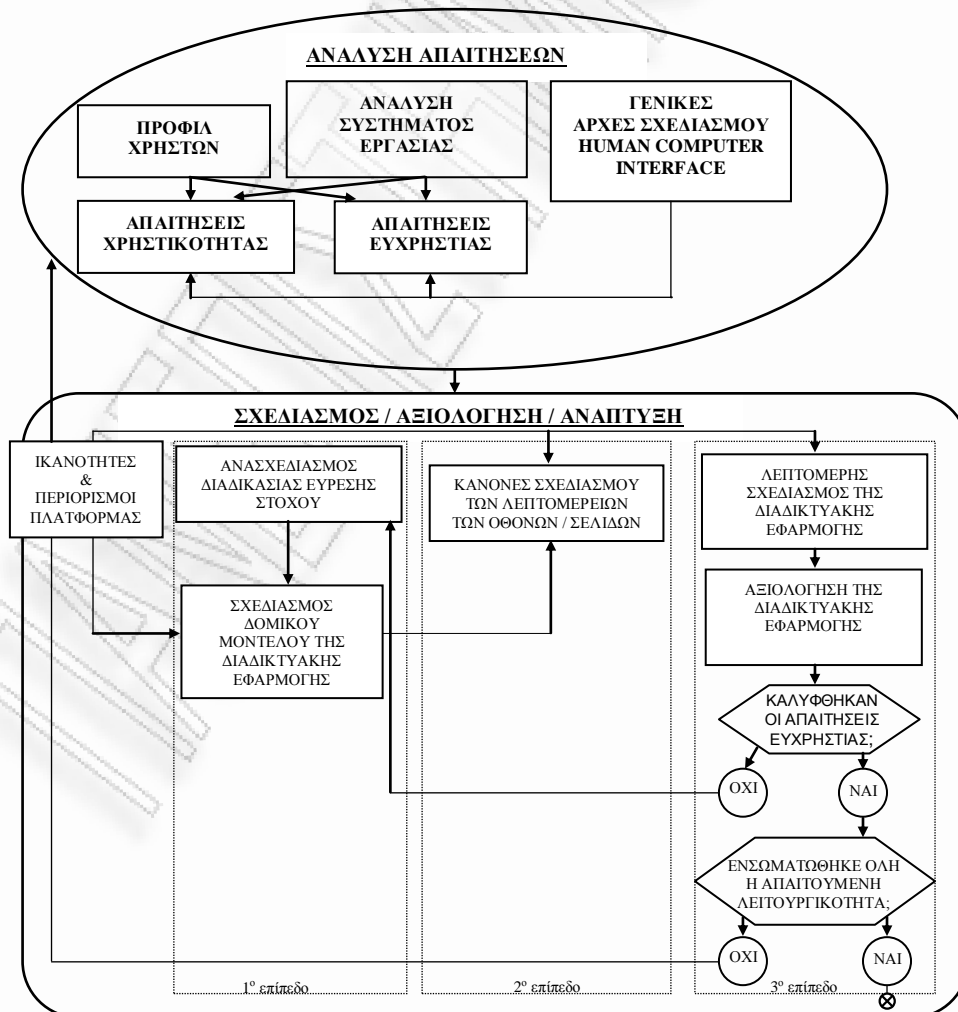 ΑΝΑΛΥΣΗ ΑΠΑΙΤΗΣΕΩΝ
ΠΡΟΦΙΛ
ΧΡΗΣΤΩΝ
ΑΝΑΛΥΣΗ
ΣΥΣΤΗΜΑΤΟΣ
ΕΡΓΑΣΙΑΣ
ΓΕΝΙΚΕΣ
ΑΡΧΕΣ ΣΧΕΔΙΑΣΜΟΥ
HUMAN COMPUTER
INTERFACE
ΑΠΑΙΤΗΣΕΙΣ
ΧΡΗΣΤΙΚΟΤΗΤΑΣ
ΑΠΑΙΤΗΣΕΙΣ
ΕΥΧΡΗΣΤΙΑΣ
ΣΧΕΔΙΑΣΜΟΣ / ΑΞΙΟΛΟΓΗΣΗ / ΑΝΑΠΤΥΞΗ
ΙΚΑΝΟΤΗΤΕΣ
&
ΠΕΡΙΟΡΙΣΜΟΙ
ΠΛΑΤΦΟΡΜΑΣ
ΑΝΑΣΧΕΔΙΑΣΜΟΣ
ΔΙΑΔΙΚΑΣΙΑΣ ΕΥΡΕΣΗΣ
ΣΤΟΧΟΥ
ΣΧΕΔΙΑΣΜΟΣ
ΔΟΜΙΚΟΥ
ΜΟΝΤΕΛΟΥ ΤΗΣ
ΔΙΑΔΙΚΤΥΑΚΗΣ
ΕΦΑΡΜΟΓΗΣ
ΚΑΝΟΝΕΣ ΣΧΕΔΙΑΣΜΟΥ
ΤΩΝ ΛΕΠΤΟΜΕΡΕΙΩΝ
ΤΩΝ ΟΘΟΝΩΝ / ΣΕΛΙΔΩΝ
ΛΕΠΤΟΜΕΡΗΣ
ΣΧΕΔΙΑΣΜΟΣ ΤΗΣ
ΔΙΑΔΙΚΤΥΑΚΗΣ
ΕΦΑΡΜΟΓΗΣ
ΑΞΙΟΛΟΓΗΣΗ ΤΗΣ
ΔΙΑΔΙΚΤΥΑΚΗΣ
ΕΦΑΡΜΟΓΗΣ
ΚΑΛΥΦΘΗΚΑΝ
ΟΙ ΑΠΑΙΤΗΣΕΙΣ
ΕΥΧΡΗΣΤΙΑΣ;
ΟΧΙ
ΝΑΙ
ΕΝΣΩΜΑΤΩΘΗΚΕ ΟΛΗ
Η ΑΠΑΙΤΟΥΜΕΝΗ
ΛΕΙΤΟΥΡΓΙΚΟΤΗΤΑ;
ΟΧΙ
ΝΑΙ
1º επίπεδο
2º επίπεδο
3º επίπεδο